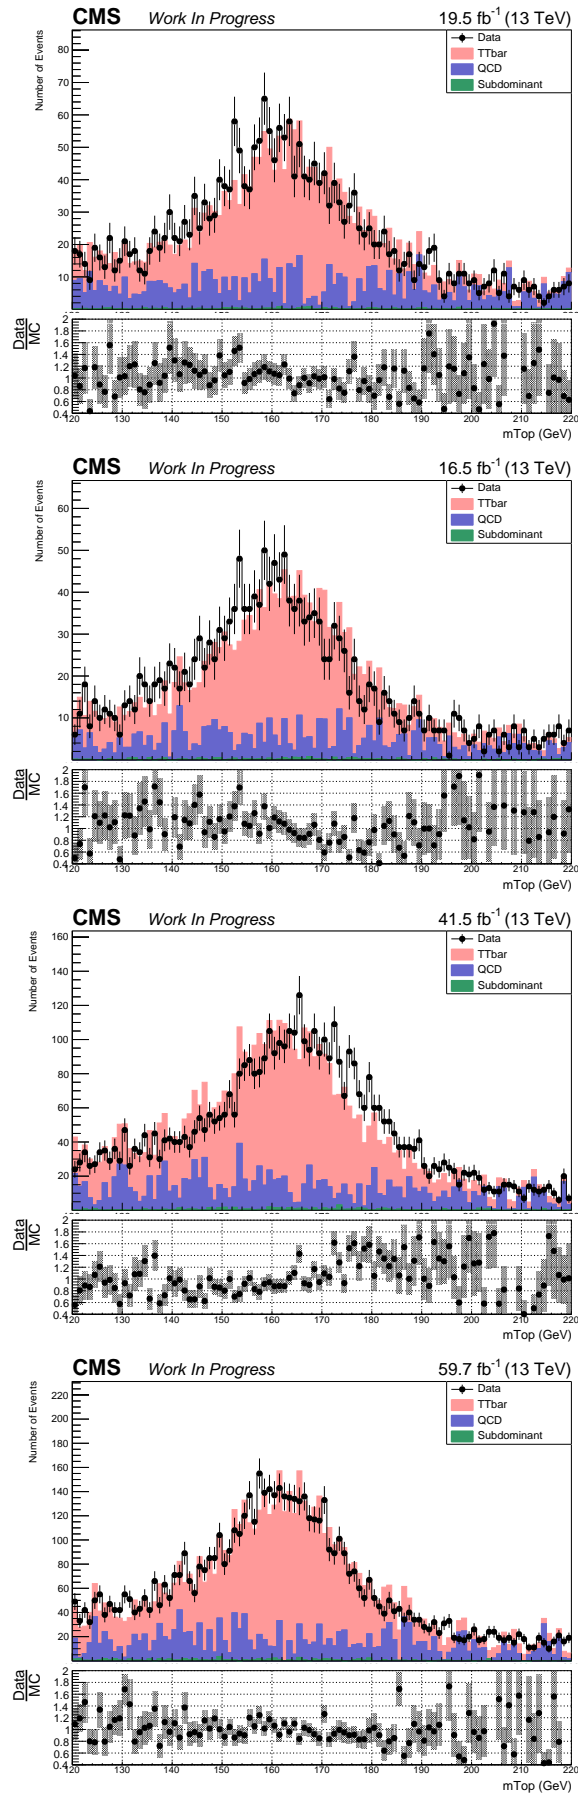 CMS Work In Progress 19.5 fb-1 (13 TeV)
Number of Events
80
70
60
50
40
30
20
10
Data
TTbar
QCD
Subdominant
Data
MC
2
1.8
1.6
1.4
1.2
1
0.8
0.6
0.4
120 130 140 150 160 170 180 190 200 210 220
mTop (GeV)
CMS Work In Progress 16.5 fb-1 (13 TeV)
Number of Events
60
50
40
30
20
10
Data
TTbar
QCD
Subdominant
Data
MC
2
1.8
1.6
1.4
1.2
1
0.8
0.6
0.4
120 130 140 150 160 170 180 190 200 210 220
mTop (GeV)
CMS Work In Progress 41.5 fb-1 (13 TeV)
Number of Events
160
140
120
100
80
60
40
20
Data
TTbar
QCD
Subdominant
Data
MC
2
1.8
1.6
1.4
1.2
1
0.8
0.6
0.4
120 130 140 150 160 170 180 190 200 210 220
mTop (GeV)
CMS Work In Progress 59.7 fb-1 (13 TeV)
Number of Events
220
200
180
160
140
120
100
80
60
40
20
Data
TTbar
QCD
Subdominant
Data
MC
2
1.8
1.6
1.4
1.2
1
0.8
0.6
0.4
120 130 140 150 160 170 180 190 200 210 220
mTop (GeV)